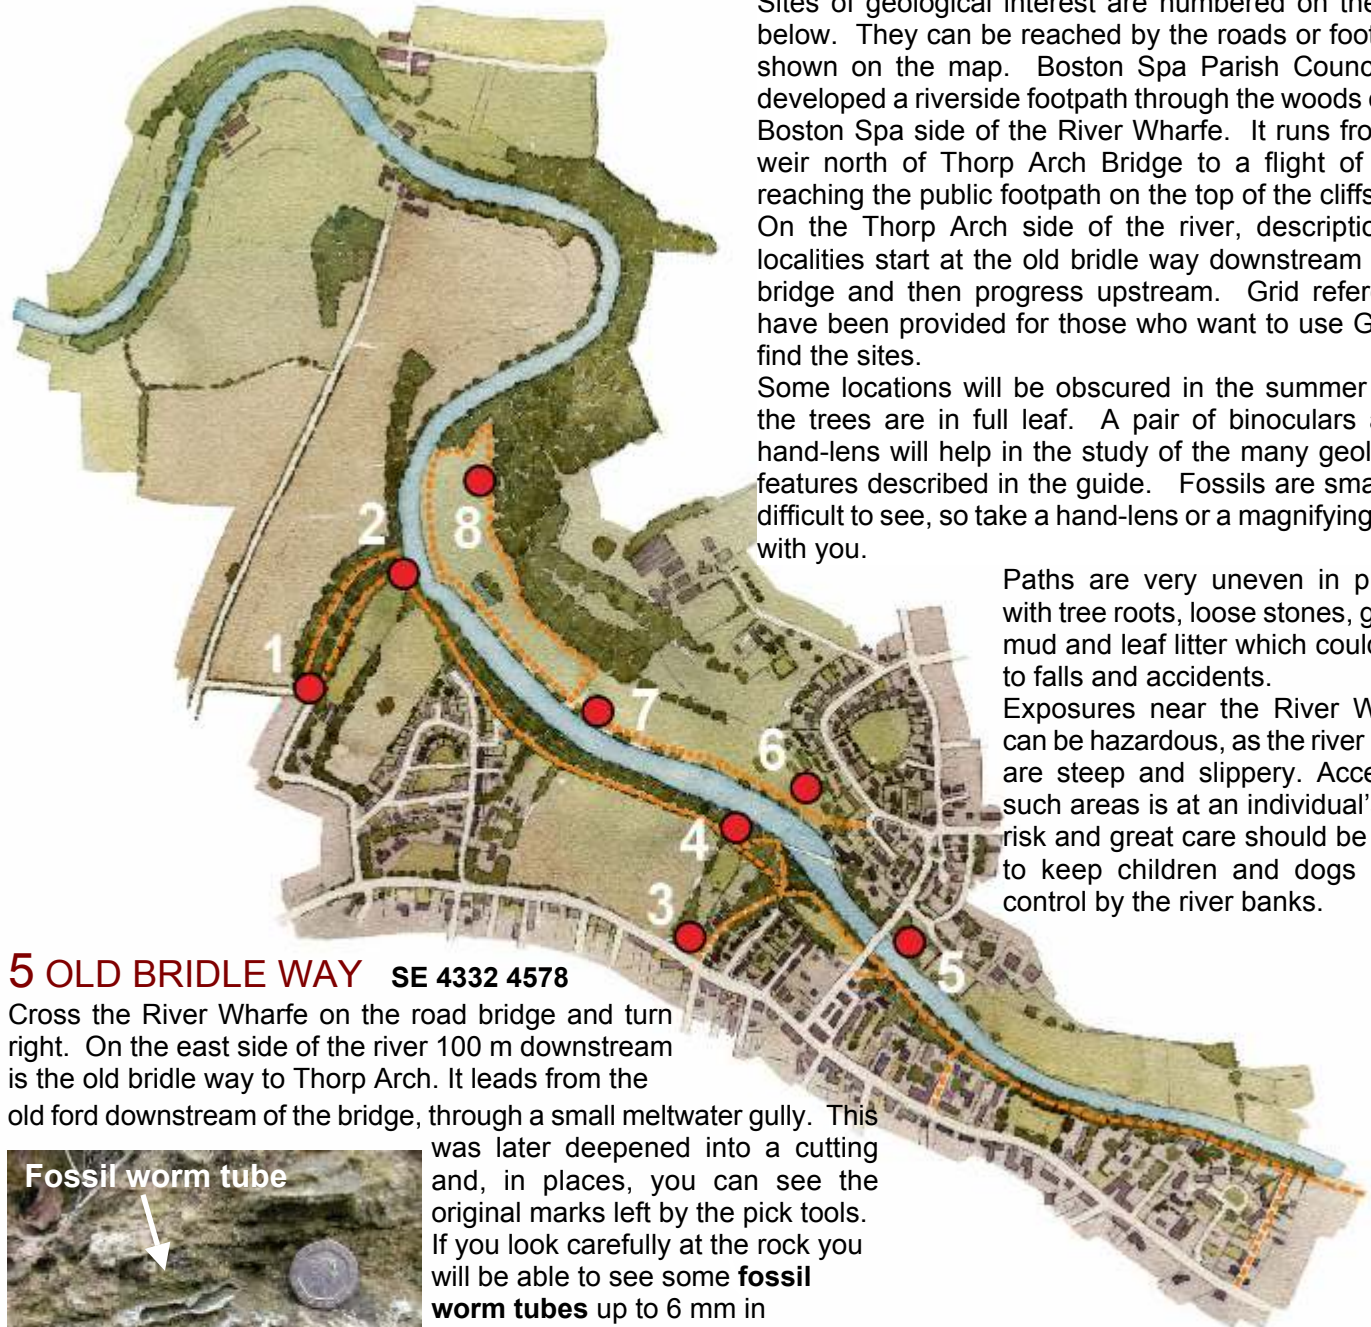 Sites of geological interest are numbered on the
below. They can be reached by the roads or foot
shown on the map. Boston Spa Parish Counc
developed a riverside footpath through the woods
Boston Spa side of the River Wharfe. It runs fro
weir north of Thorp Arch Bridge to a flight of
reaching the public footpath on the top of the cliffs
On the Thorp Arch side of the river, descriptio
localities start at the old bridle way downstream
bridge and then progress upstream. Grid refer
have been provided for those who want to use G
find the sites.
Some locations will be obscured in the summer
the trees are in full leaf. A pair of binoculars
hand-lens will help in the study of the many geol
features described in the guide. Fossils are sma
difficult to see, so take a hand-lens or a magnifying
with you.
Paths are very uneven in p
with tree roots, loose stones, g
mud and leaf litter which could
to falls and accidents.
Exposures near the River W
can be hazardous, as the river
are steep and slippery. Acce
such areas is at an individual'
risk and great care should be
to keep children and dogs
control by the river banks.
2
8
1
7
6
4
3
5
5 OLD BRIDLE WAY SE 4332 4578
Cross the River Wharfe on the road bridge and turn
right. On the east side of the river 100 m downstream
is the old bridle way to Thorp Arch. It leads from the
old ford downstream of the bridge, through a small meltwater gully. This
was later deepened into a cutting
and, in places, you can see the
original marks left by the pick tools.
If you look carefully at the rock you
will be able to see some fossil
worm tubes up to 6 mm in
Fossil worm tube